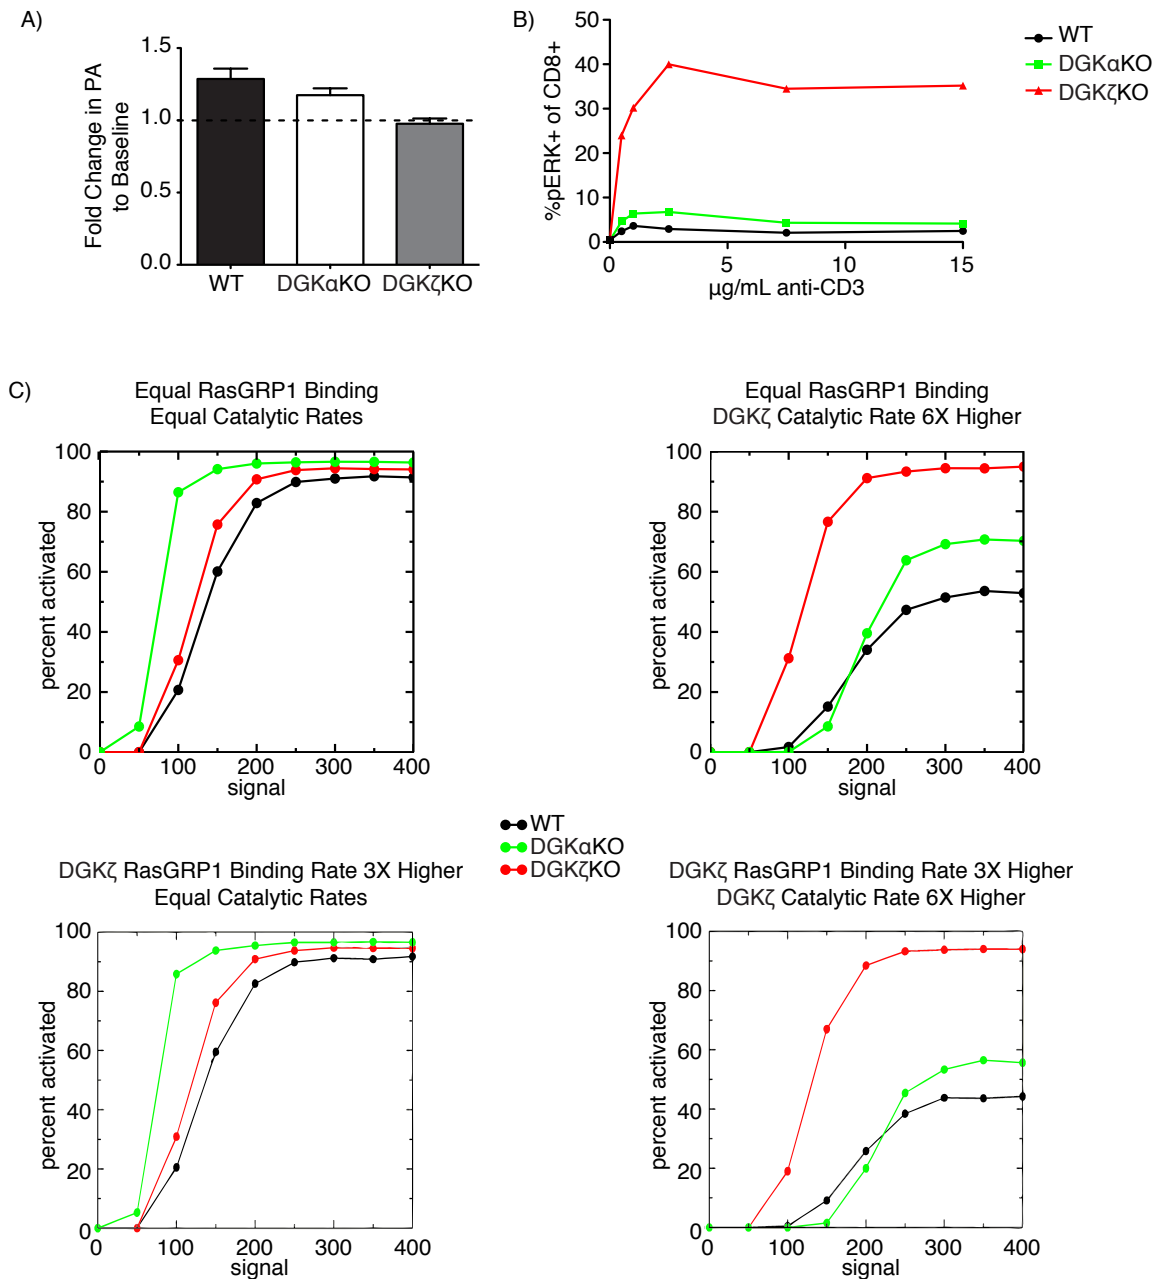 A)
1.5
1.0
0.5
0.0
Fold Change in PA
to Baseline
WT
DGKαKO
DGKζKO
B)
50
40
30
20
10
0
%pERK+ of CD8+
0
5
10
15
µg/mL anti-CD3
WT
DGKαKO
DGKζKO
C)
Equal RasGRP1 Binding
Equal Catalytic Rates
100
80
60
40
20
0
percent activated
0
100
200
300
400
signal
Equal RasGRP1 Binding
DGKζ Catalytic Rate 6X Higher
100
80
60
40
20
0
percent activated
0
100
200
300
400
signal
WT
DGKαKO
DGKζKO
DGKζ RasGRP1 Binding Rate 3X Higher
Equal Catalytic Rates
100
80
60
40
20
0
percent activated
0
100
200
300
400
signal
DGKζ RasGRP1 Binding Rate 3X Higher
DGKζ Catalytic Rate 6X Higher
100
80
60
40
20
0
percent activated
0
100
200
300
400
signal